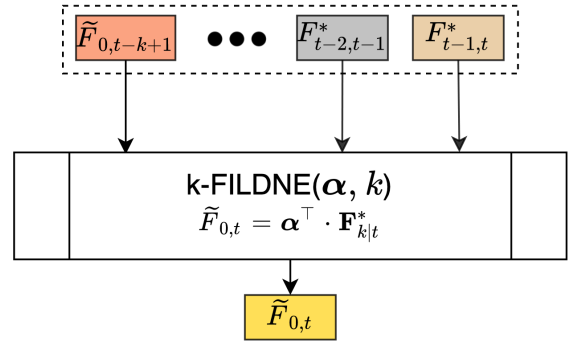 F̃₀,ₜ₋ₖ₊₁ ●●● F*ₜ₋₂,ₜ₋₁ F*ₜ₋₁,ₜ
k-FILDNE(α, k)
F̃₀,ₜ = α^⊤ · F*ₖ|ₜ
F̃₀,ₜ